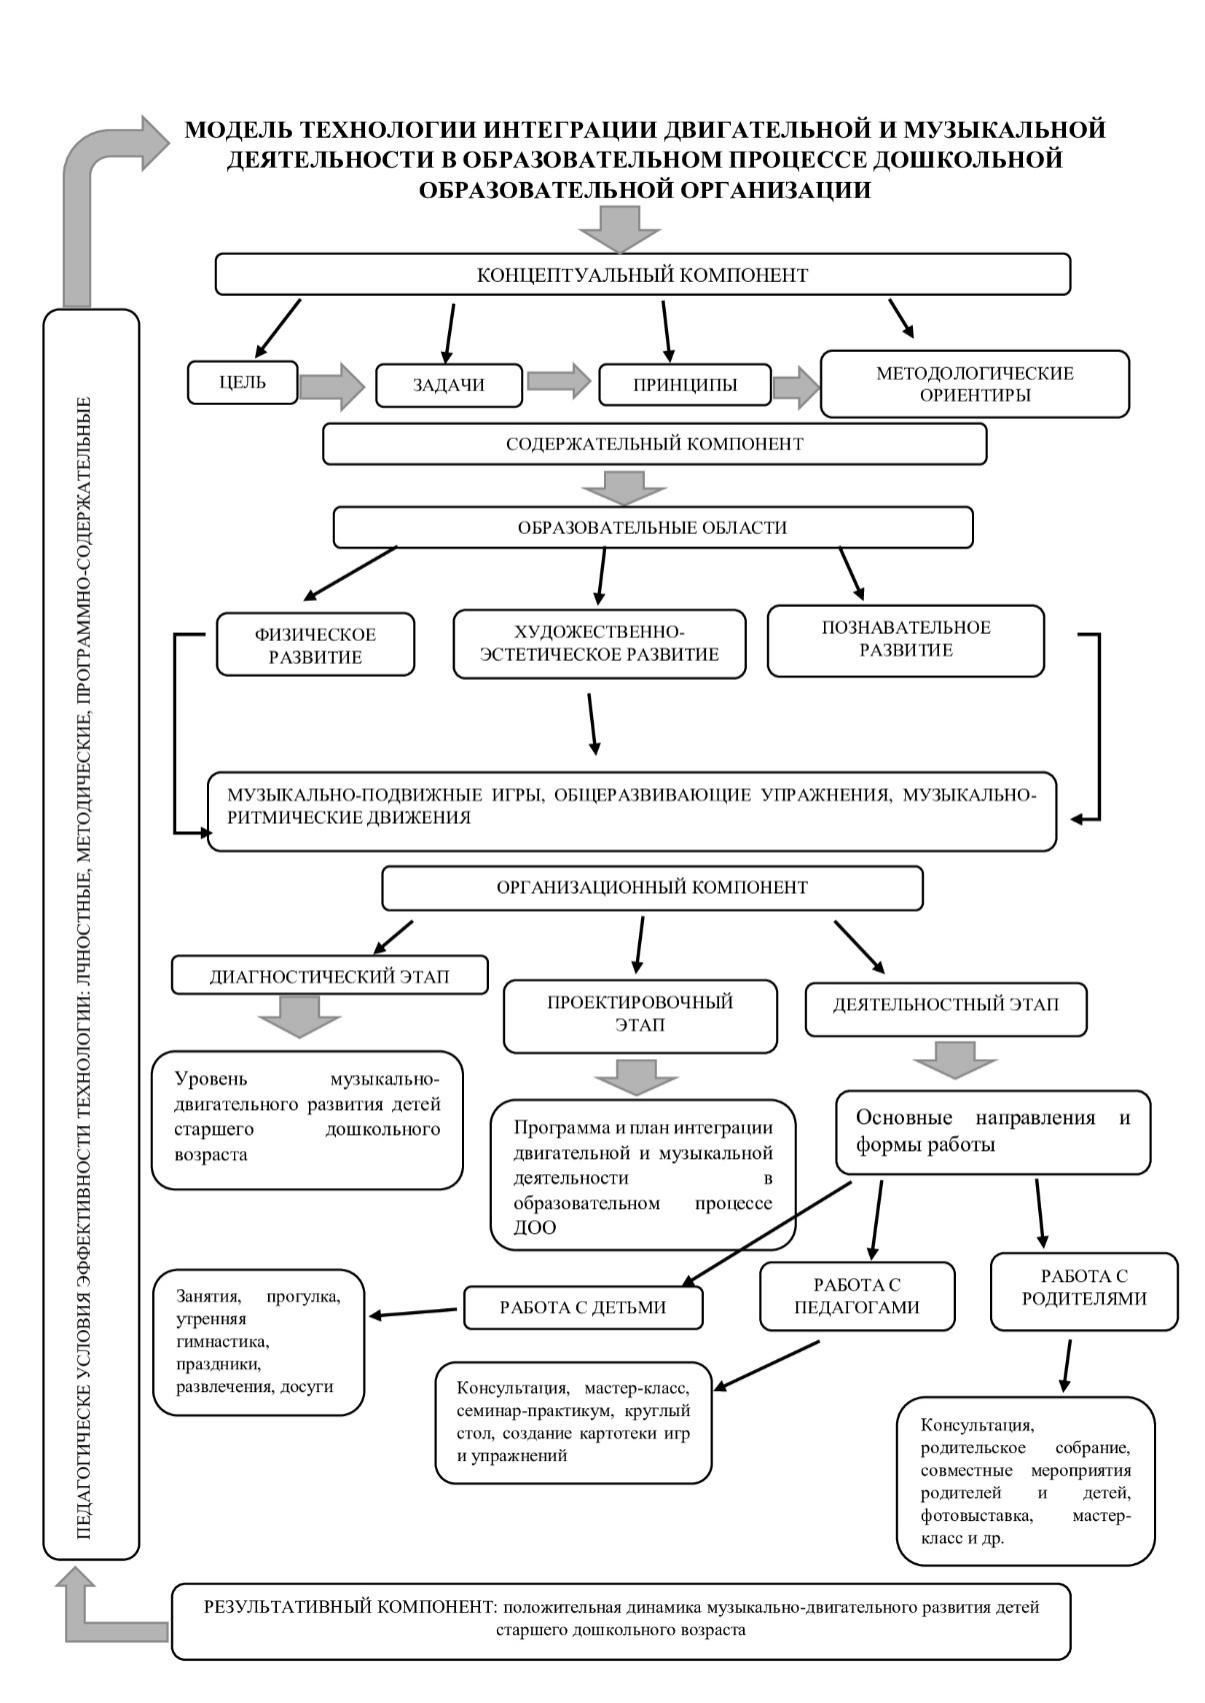 МОДЕЛЬ ТЕХНОЛОГИИ ИНТЕГРАЦИИ ДВИГАТЕЛЬНОЙ И МУЗЫКАЛЬНОЙ
ДЕЯТЕЛЬНОСТИ В ОБРАЗОВАТЕЛЬНОМ ПРОЦЕССЕ ДОШКОЛЬНОЙ
ОБРАЗОВАТЕЛЬНОЙ ОРГАНИЗАЦИИ
КОНЦЕПТУАЛЬНЫЙ КОМПОНЕНТ
ЦЕЛЬ
ЗАДАЧИ
ПРИНЦИПЫ
МЕТОДОЛОГИЧЕСКИЕ
ОРИЕНТИРЫ
СОДЕРЖАТЕЛЬНЫЙ КОМПОНЕНТ
ОБРАЗОВАТЕЛЬНЫЕ ОБЛАСТИ
ФИЗИЧЕСКОЕ
РАЗВИТИЕ
ХУДОЖЕСТВЕННО-
ЭСТЕТИЧЕСКОЕ РАЗВИТИЕ
ПОЗНАВАТЕЛЬНОЕ
РАЗВИТИЕ
МУЗЫКАЛЬНО-ПОДВИЖНЫЕ ИГРЫ, ОБЩЕРАЗВИВАЮЩИЕ УПРАЖНЕНИЯ, МУЗЫКАЛЬНО-
РИТМИЧЕСКИЕ ДВИЖЕНИЯ
ОРГАНИЗАЦИОННЫЙ КОМПОНЕНТ
ДИАГНОСТИЧЕСКИЙ ЭТАП
ПРОЕКТИРОВОЧНЫЙ
ЭТАП
ДЕЯТЕЛЬНОСТНЫЙ ЭТАП
Уровень музыкально-
двигательного развития детей
старшего дошкольного
возраста
Программа и план интеграции
двигательной и музыкальной
деятельности в
образовательном процессе
ДОО
Основные направления и
формы работы
РАБОТА С ДЕТЬМИ
РАБОТА С
ПЕДАГОГАМИ
РАБОТА С
РОДИТЕЛЯМИ
Занятия, прогулка,
утренняя
гимнастика,
праздники,
развлечения, досуги
Консультация, мастер-класс,
семинар-практикум, круглый
стол, создание картотеки игр
и упражнений
Консультация,
родительское собрание,
совместные мероприятия
родителей и детей,
фотовыставка, мастер-
класс и др.
РЕЗУЛЬТАТИВНЫЙ КОМПОНЕНТ: положительная динамика музыкально-двигательного развития детей
старшего дошкольного возраста
ПЕДАГОГИЧЕСКЕ УСЛОВИЯ ЭФФЕКТИВНОСТИ ТЕХНОЛОГИИ: ЛЧНОСТНЫЕ, МЕТОДИЧЕСКИЕ, ПРОГРАММНО-СОДЕРЖАТЕЛЬНЫЕ